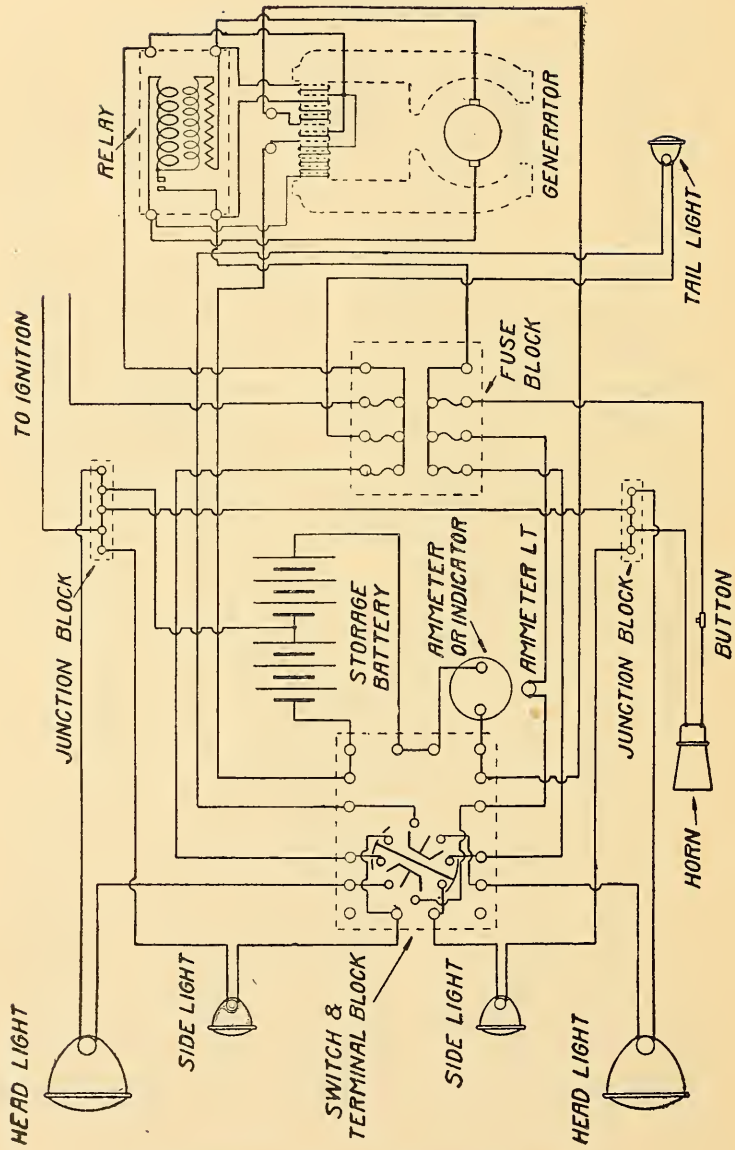 HEAD LIGHT
SIDE LIGHT
SWITCH &
TERMINAL BLOCK
SIDE LIGHT
HEAD LIGHT
JUNCTION BLOCK
STORAGE
BATTERY
AMMETER
OR INDICATOR
AMMETER LT
JUNCTION BLOCK
HORN
BUTTON
TO IGNITION
FUSE
BLOCK
RELAY
GENERATOR
TAIL LIGHT